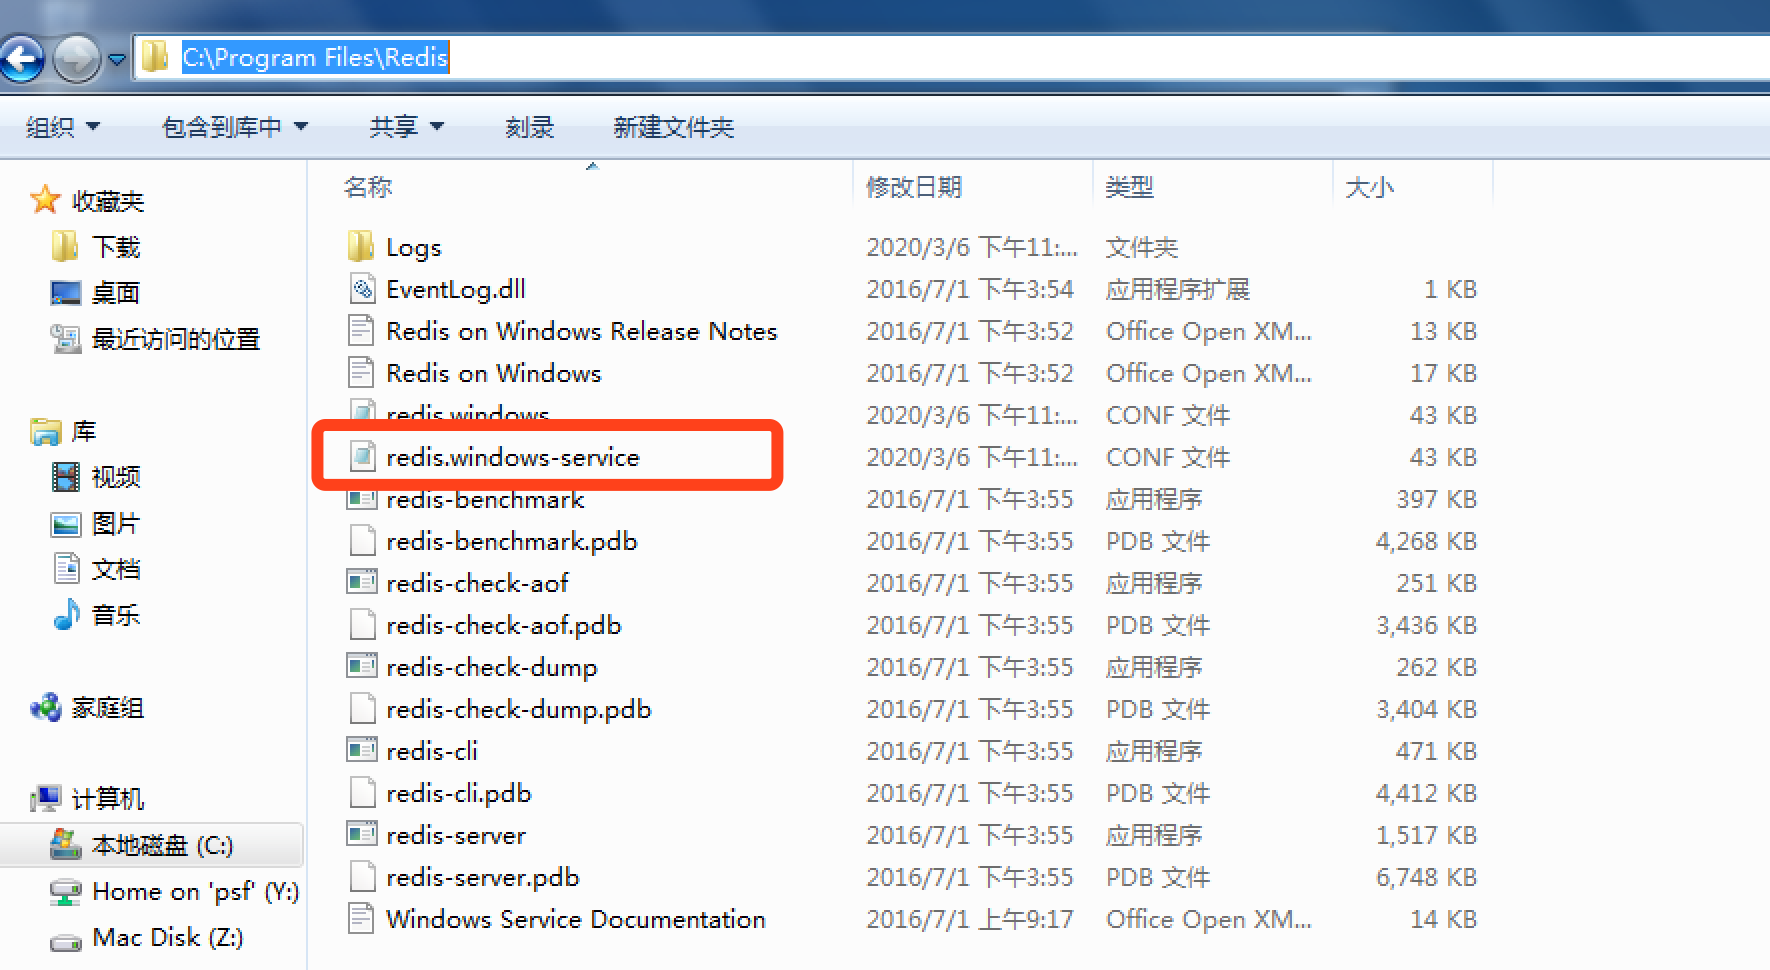 C:\Program Files\Redis
组织 包含到库中 共享 刻录 新建文件夹
名称 修改日期 类型 大小
收藏夹
下载
桌面
最近访问的位置
库
视频
图片
文档
音乐
家庭组
计算机
本地磁盘 (C:)
Home on 'psf' (Y:)
Mac Disk (Z:)
Logs 2020/3/6 下午11:... 文件夹
EventLog.dll 2016/7/1 下午3:54 应用程序扩展 1 KB
Redis on Windows Release Notes 2016/7/1 下午3:52 Office Open XM... 13 KB
Redis on Windows 2016/7/1 下午3:52 Office Open XM... 17 KB
redis.windows 2020/3/6 下午11:... CONF 文件 43 KB
redis.windows-service 2020/3/6 下午11:... CONF 文件 43 KB
redis-benchmark 2016/7/1 下午3:55 应用程序 397 KB
redis-benchmark.pdb 2016/7/1 下午3:55 PDB 文件 4,268 KB
redis-check-aof 2016/7/1 下午3:55 应用程序 251 KB
redis-check-aof.pdb 2016/7/1 下午3:55 PDB 文件 3,436 KB
redis-check-dump 2016/7/1 下午3:55 应用程序 262 KB
redis-check-dump.pdb 2016/7/1 下午3:55 PDB 文件 3,404 KB
redis-cli 2016/7/1 下午3:55 应用程序 471 KB
redis-cli.pdb 2016/7/1 下午3:55 PDB 文件 4,412 KB
redis-server 2016/7/1 下午3:55 应用程序 1,517 KB
redis-server.pdb 2016/7/1 下午3:55 PDB 文件 6,748 KB
Windows Service Documentation 2016/7/1 上午9:17 Office Open XM... 14 KB